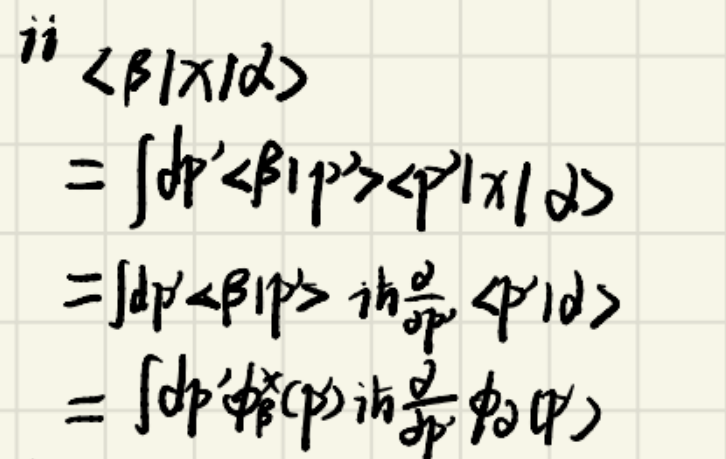 ii <β|x|α>
= ∫dp'<β|p'><p'|x|α>
= ∫dp'<β|p'> iħ ∂/∂p' <p'|α>
= ∫dp' ϕ*β(p') iħ ∂/∂p' ϕα(p')